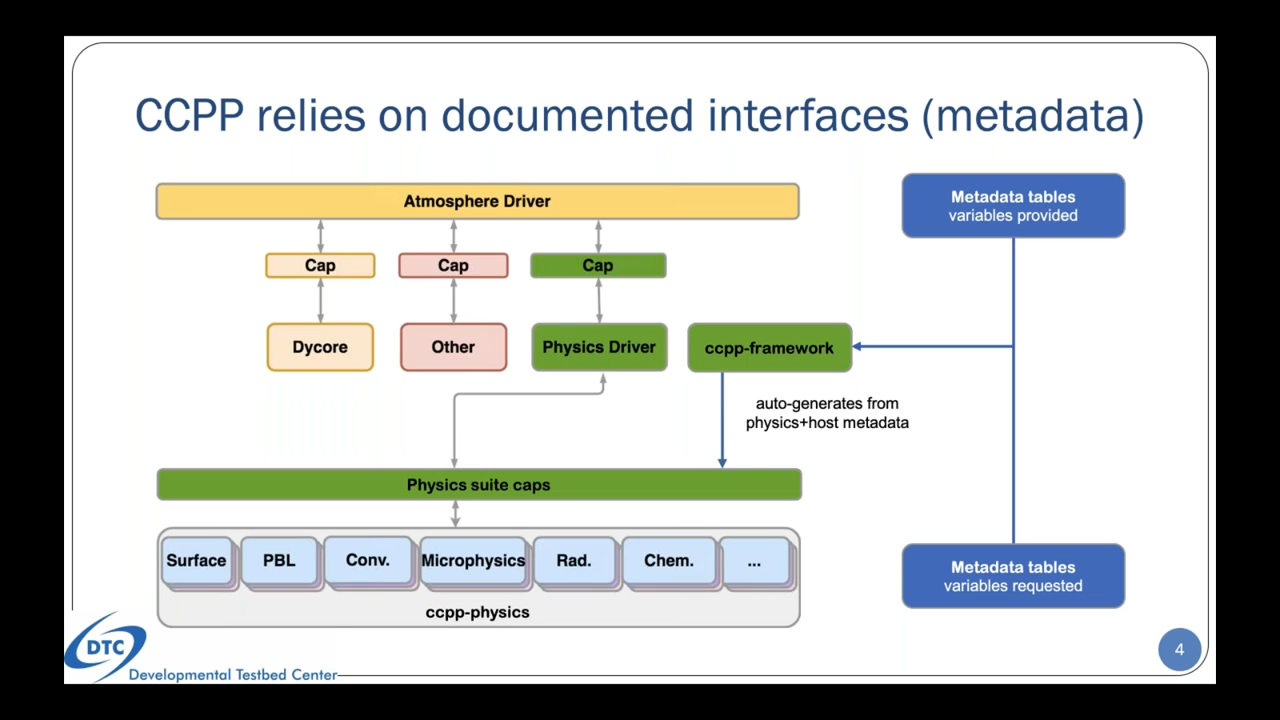 CCPP relies on documented interfaces (metadata)
Atmosphere Driver
Metadata tables
variables provided
Cap
Cap
Cap
Dycore
Other
Physics Driver
ccpp-framework
auto-generates from
physics+host metadata
Physics suite caps
Surface
PBL
Conv.
Microphysics
Rad.
Chem.
...
ccpp-physics
Metadata tables
variables requested
DTC
Developmental Testbed Center
4